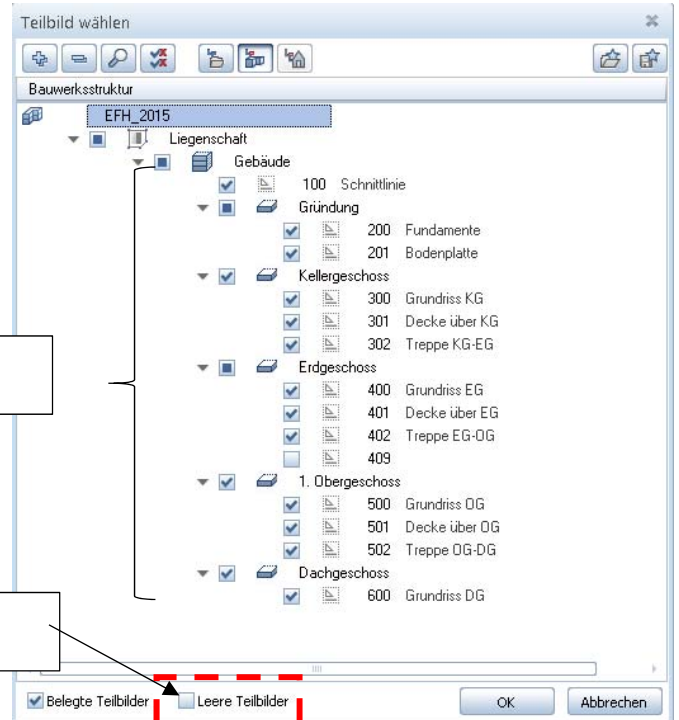 Teilbild wählen
Bauwerksstruktur
EFH_2015
Liegenschaft
Gebäude
100 Schnittlinie
Gründung
200 Fundamente
201 Bodenplatte
Kellergeschoss
300 Grundriss KG
301 Decke über KG
302 Treppe KG-EG
Erdgeschoss
400 Grundriss EG
401 Decke über EG
402 Treppe EG-OG
409
1. Obergeschoss
500 Grundriss OG
501 Decke über OG
502 Treppe OG-DG
Dachgeschoss
600 Grundriss DG
Belegte Teilbilder Leere Teilbilder OK Abbrechen